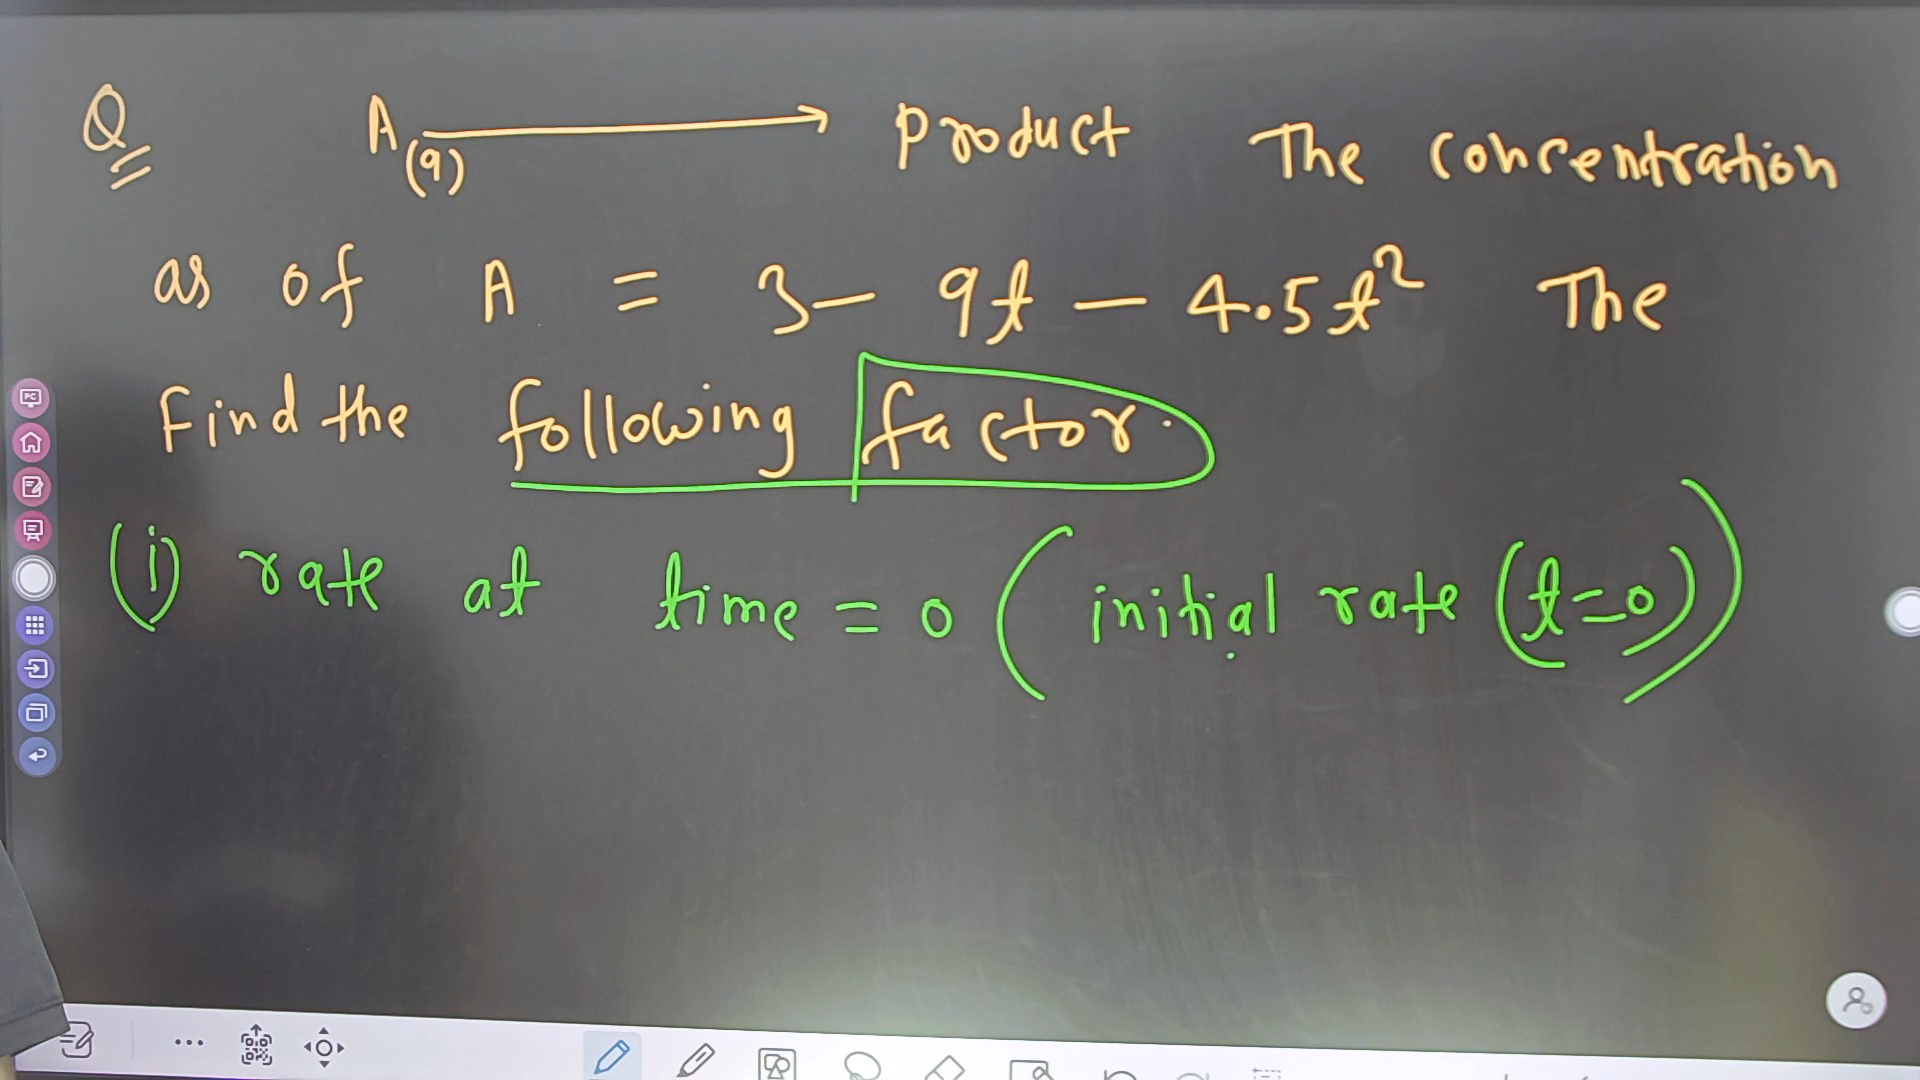 Q A(g) → Product The concentration
as of A = 3 - 9t - 4.5t²  The
Find the following factor.
(i) rate at time = 0 (initial rate (t=0))
PC